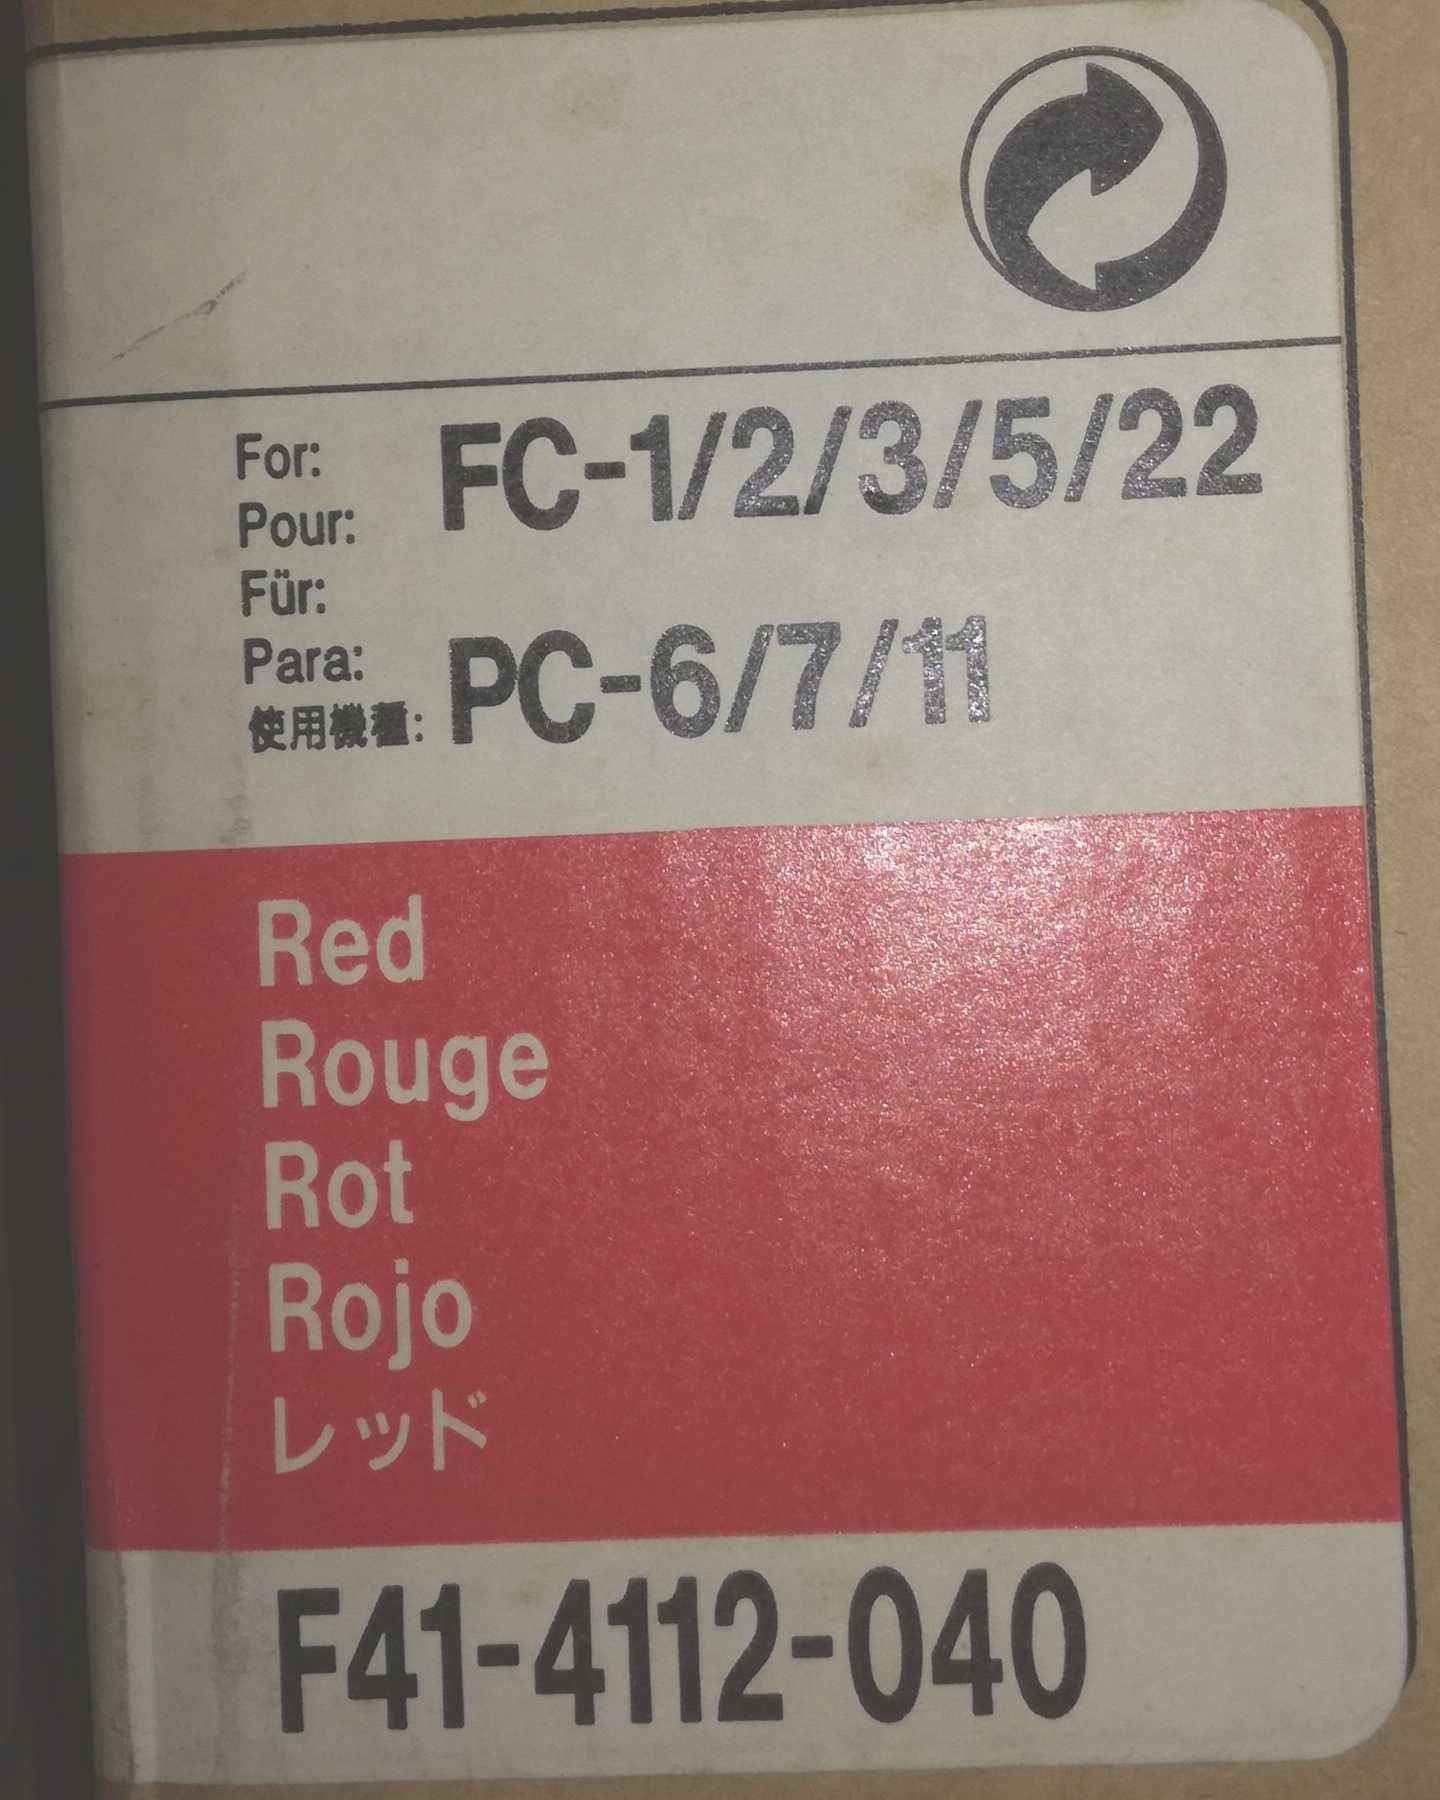 For: FC-1/2/3/5/22
Pour:
Für:
Para: PC-6/7/11
使用機種:
Red
Rouge
Rot
Rojo
レッド
F41-4112-040